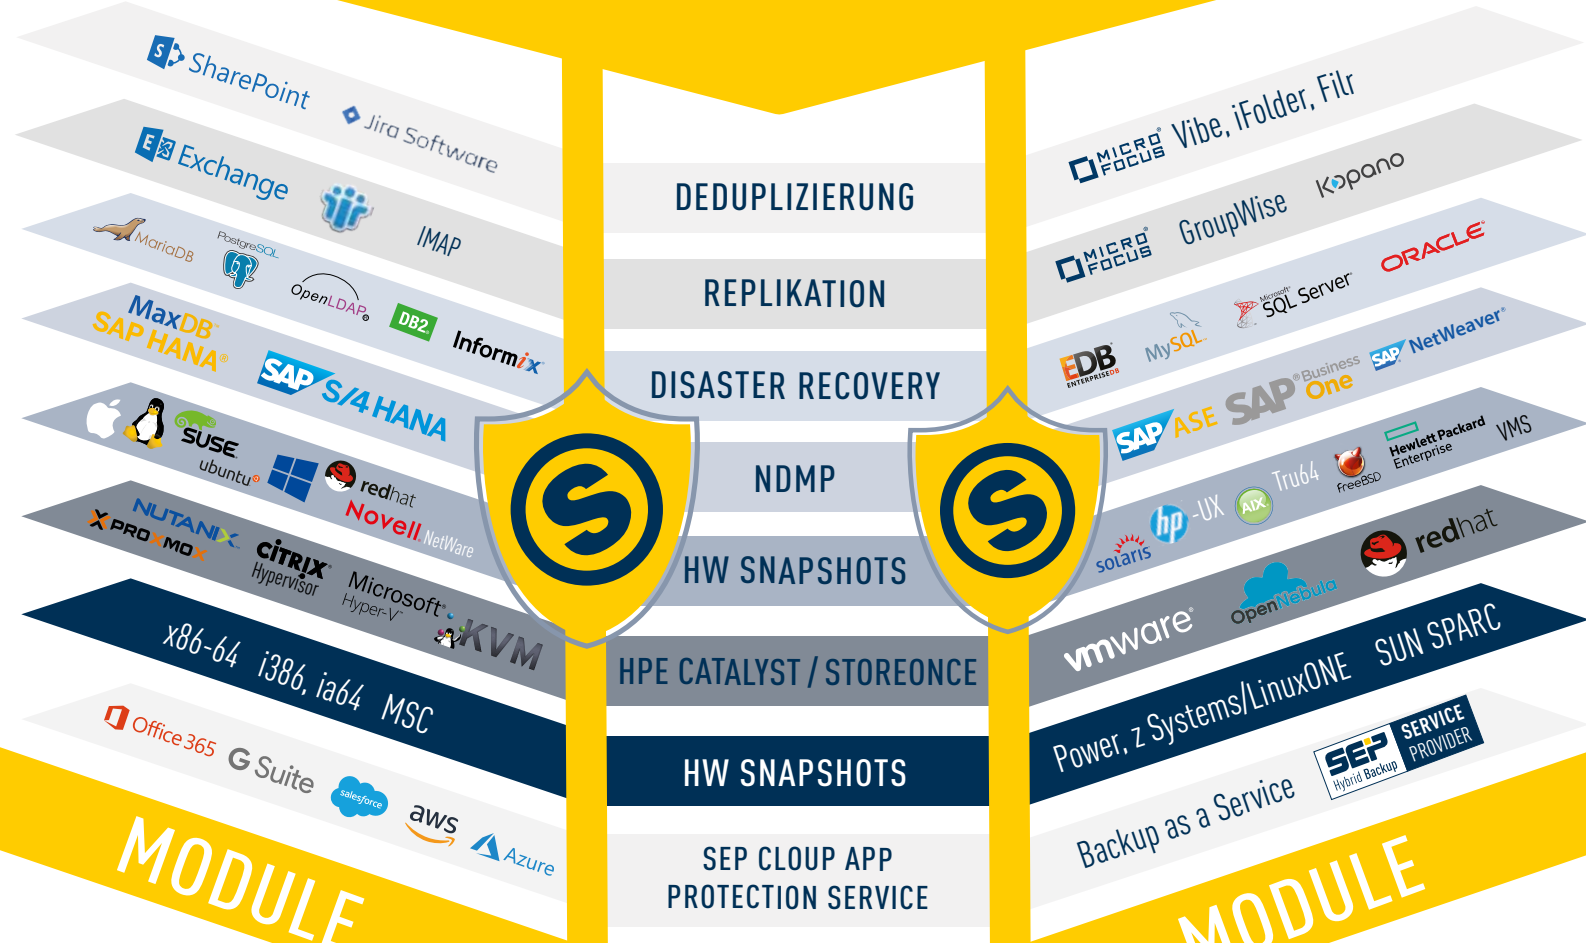 SharePoint
Jira Software
Exchange
IMAP
MariaDB
PostgreSQL
OpenLDAP
DB2
Informix
MaxDB
SAP HANA
SAP S/4 HANA
SUSE
ubuntu
redhat
Novell NetWare
NUTANIX
PROXMOX
CiTRIX
Hypervisor
Microsoft
Hyper-V
KVM
x86-64 i386, ia64 MSC
Office 365
G Suite
salesforce
aws
Azure
MODULE
DEDUPLIZIERUNG
REPLIKATION
DISASTER RECOVERY
NDMP
HW SNAPSHOTS
HPE CATALYST / STOREONCE
HW SNAPSHOTS
SEP CLOUP APP
PROTECTION SERVICE
MICRO
FOCUS
Vibe, iFolder, Filr
MICRO
FOCUS
GroupWise
Kopano
EDB
ENTERPRISEDB
MySQL
Microsoft
SQL Server
ORACLE
SAP ASE
SAP Business
One
SAP NetWeaver
solaris
hp-UX
AIX
Tru64
FreeBSD
Hewlett Packard
Enterprise
VMS
vmware
OpenNebula
redhat
Power, z Systems/LinuxONE SUN SPARC
Backup as a Service
SEP
Hybrid Backup
SERVICE
PROVIDER
MODULE